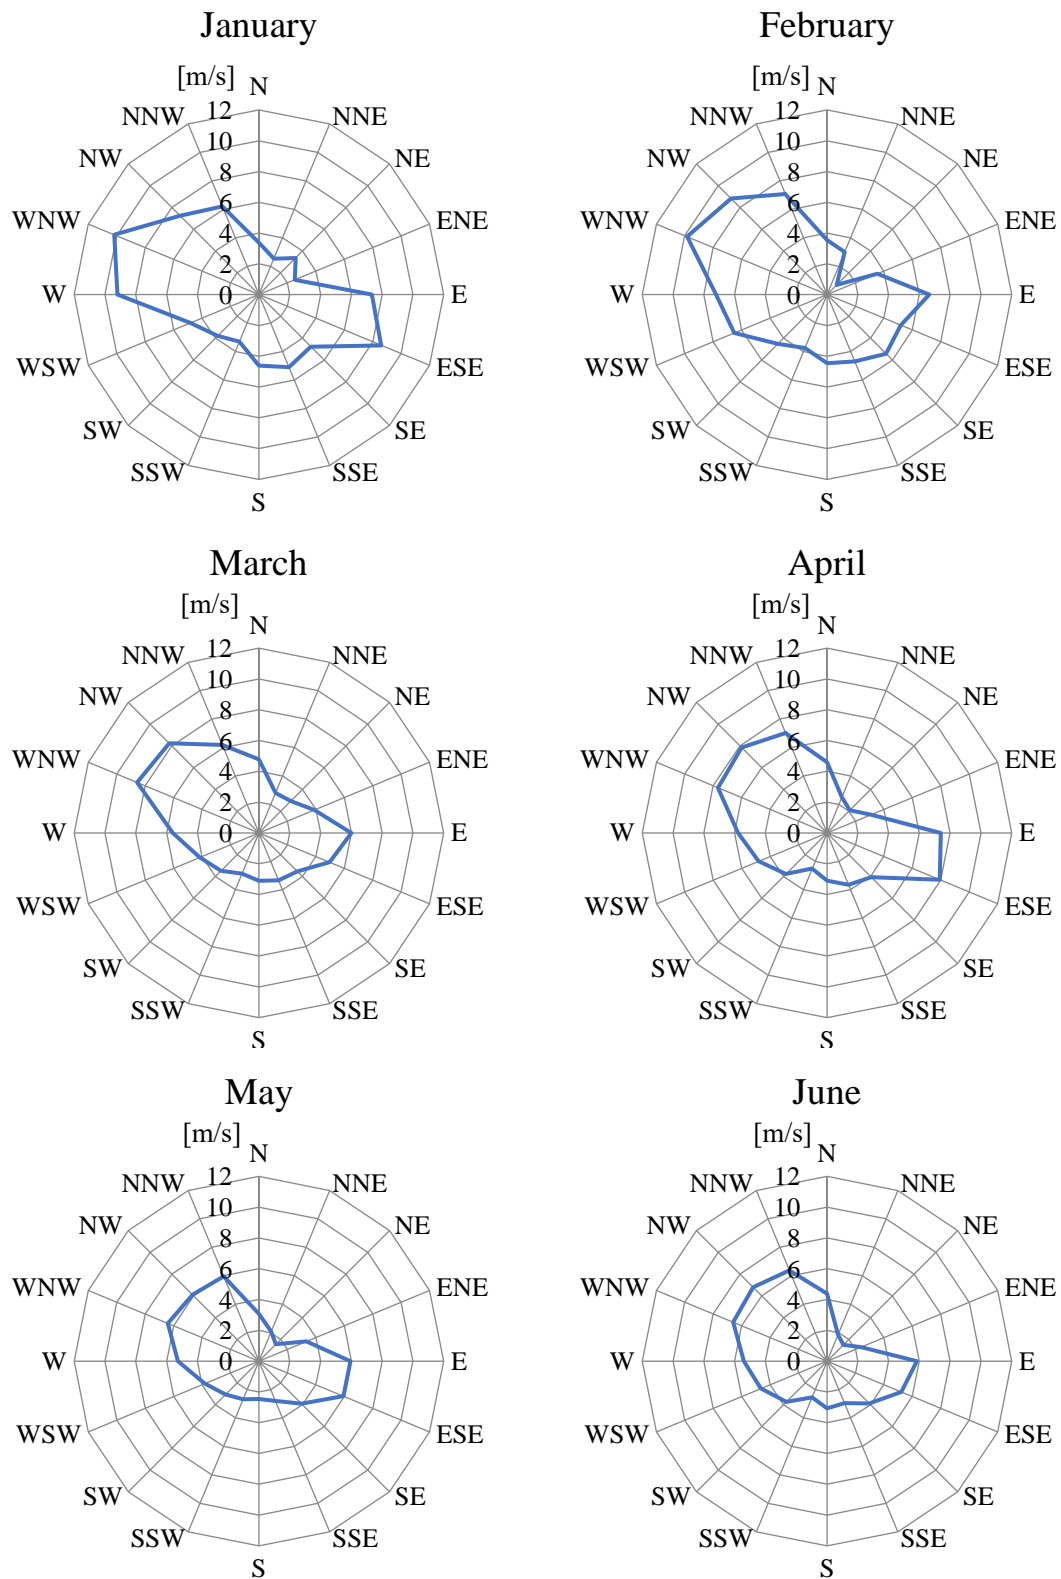 January
[m/s]
N
NNE
NE
ENE
E
ESE
SE
SSE
S
SSW
SW
WSW
W
WNW
NW
NNW
12
10
8
6
4
2
0
February
[m/s]
N
NNE
NE
ENE
E
ESE
SE
SSE
S
SSW
SW
WSW
W
WNW
NW
NNW
12
10
8
6
4
2
0
March
[m/s]
N
NNE
NE
ENE
E
ESE
SE
SSE
S
SSW
SW
WSW
W
WNW
NW
NNW
12
10
8
6
4
2
0
April
[m/s]
N
NNE
NE
ENE
E
ESE
SE
SSE
S
SSW
SW
WSW
W
WNW
NW
NNW
12
10
8
6
4
2
0
May
[m/s]
N
NNE
NE
ENE
E
ESE
SE
SSE
S
SSW
SW
WSW
W
WNW
NW
NNW
12
10
8
6
4
2
0
June
[m/s]
N
NNE
NE
ENE
E
ESE
SE
SSE
S
SSW
SW
WSW
W
WNW
NW
NNW
12
10
8
6
4
2
0